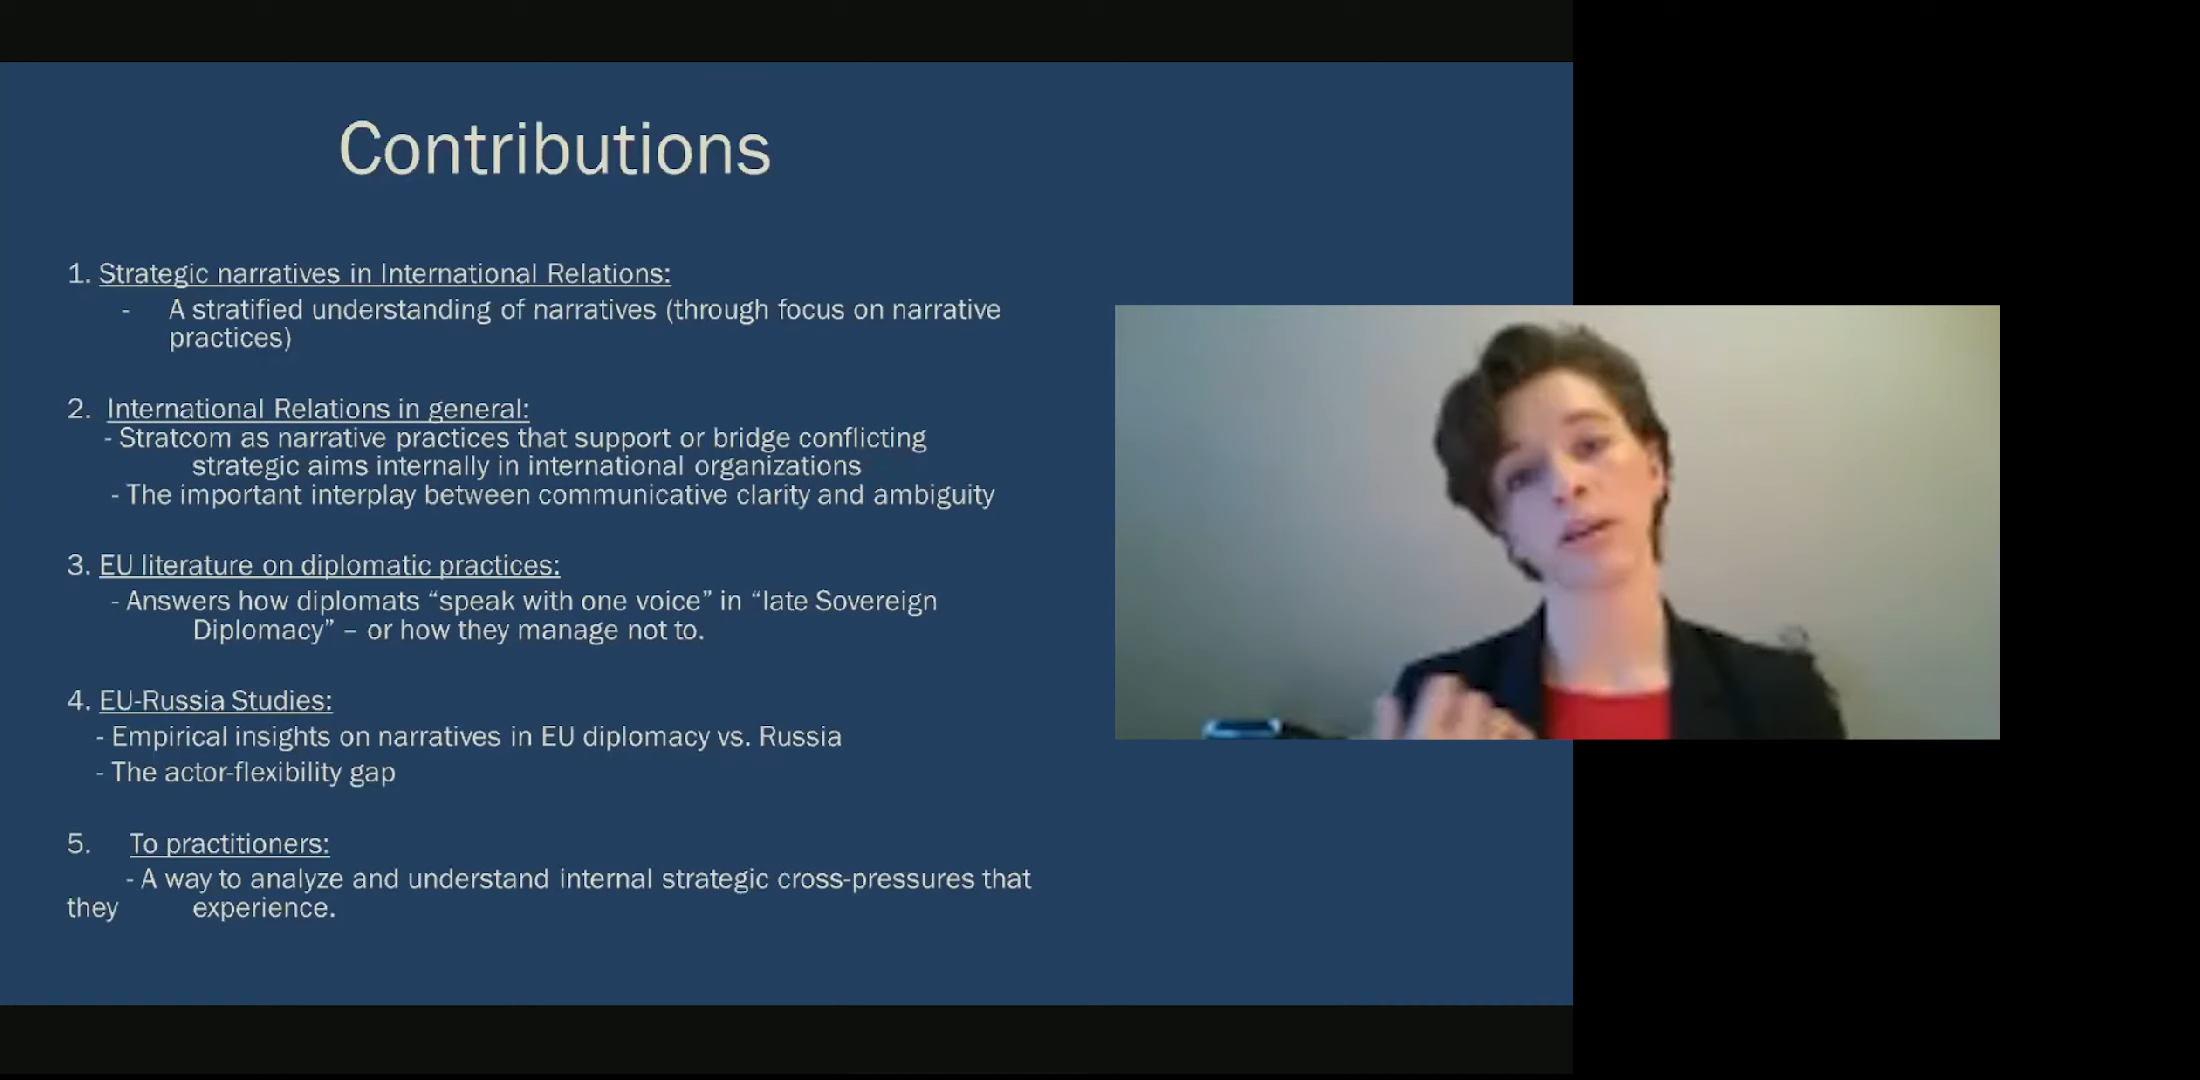 Contributions
1. Strategic narratives in International Relations:
- A stratified understanding of narratives (through focus on narrative
practices)
2. International Relations in general:
- Stratcom as narrative practices that support or bridge conflicting
strategic aims internally in international organizations
- The important interplay between communicative clarity and ambiguity
3. EU literature on diplomatic practices:
- Answers how diplomats “speak with one voice” in “late Sovereign
Diplomacy” – or how they manage not to.
4. EU-Russia Studies:
- Empirical insights on narratives in EU diplomacy vs. Russia
- The actor-flexibility gap
5. To practitioners:
- A way to analyze and understand internal strategic cross-pressures that
they experience.